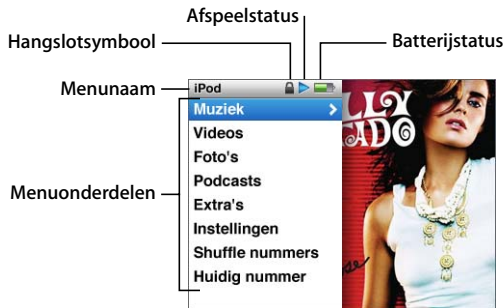 Afspeelstatus
Hangslotsymbool
Batterijstatus
Menunaam
iPod
Muziek
Videos
Foto's
Podcasts
Extra's
Instellingen
Shuffle nummers
Huidig nummer
Menuonderdelen